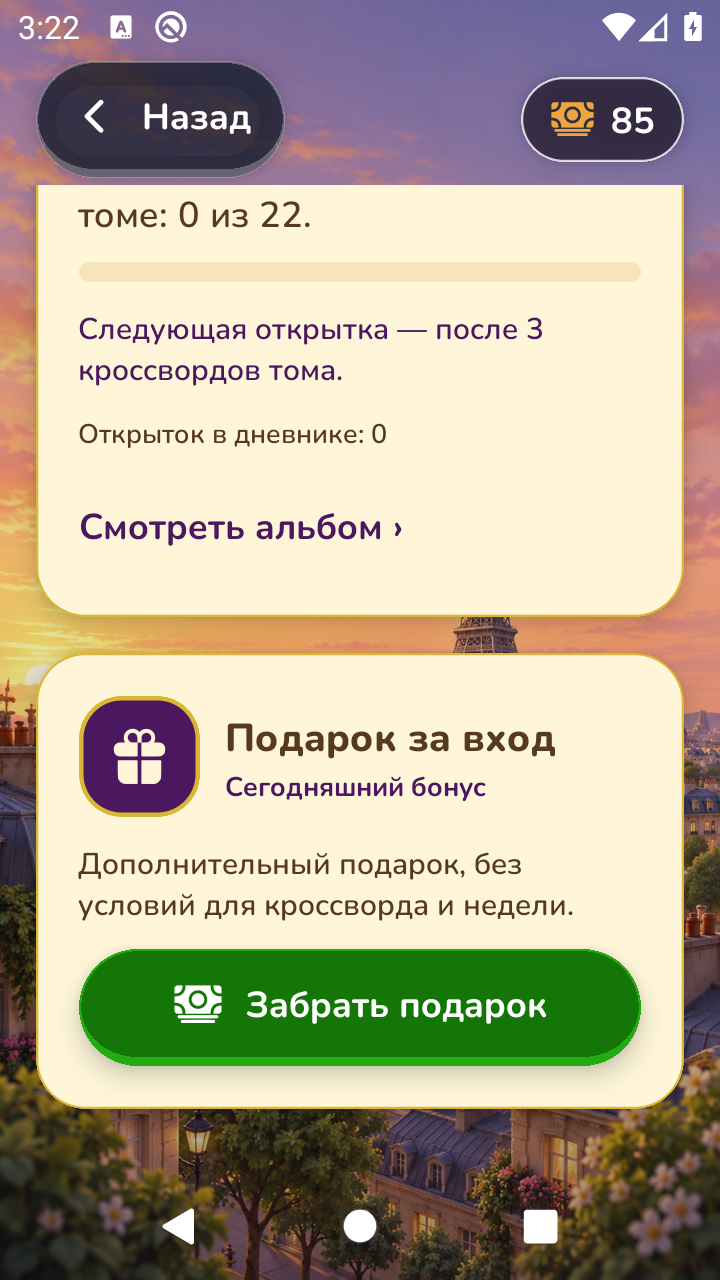 3:22
Назад
85
томе: 0 из 22.
Следующая открытка — после 3
кроссвордов тома.
Открыток в дневнике: 0
Смотреть альбом ›
Подарок за вход
Сегодняшний бонус
Дополнительный подарок, без
условий для кроссворда и недели.
Забрать подарок